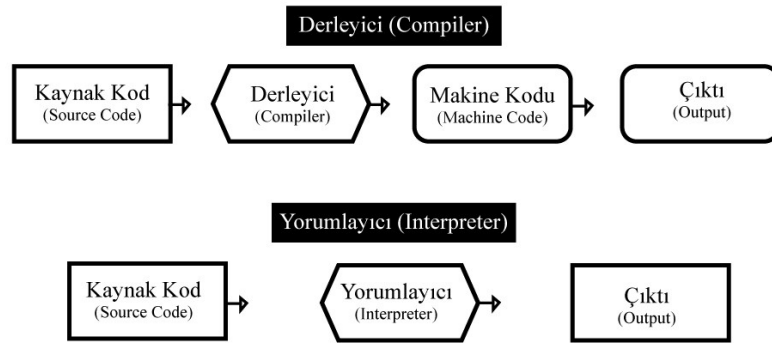 Derleyici (Compiler)
Kaynak Kod
(Source Code)
Derleyici
(Compiler)
Makine Kodu
(Machine Code)
Çıktı
(Output)
Yorumlayıcı (Interpreter)
Kaynak Kod
(Source Code)
Yorumlayıcı
(Interpreter)
Çıktı
(Output)